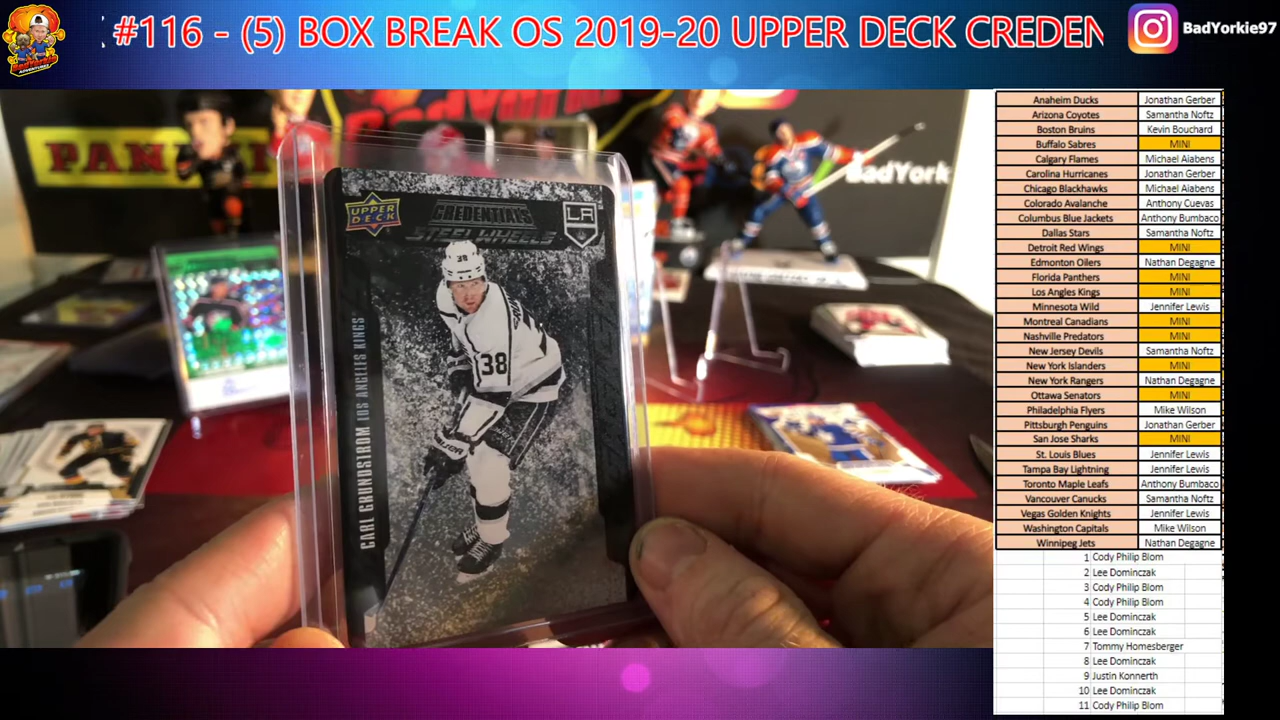 #116 - (5) BOX BREAK OS 2019-20 UPPER DECK CREDEN
BadYorkie97
PANINI
BadYork
UPPER
DECK
CREDENTIALS
STEELWHEELS
LA
38
38
CARL GRUNDSTROM LOS ANGELES KINGS
Anaheim Ducks Jonathan Gerber
Arizona Coyotes Samantha Noftz
Boston Bruins Kevin Bouchard
Buffalo Sabres MINI
Calgary Flames Michael Aiabens
Carolina Hurricanes Jonathan Gerber
Chicago Blackhawks Michael Aiabens
Colorado Avalanche Anthony Cuevas
Columbus Blue Jackets Anthony Bumbaco
Dallas Stars Samantha Noftz
Detroit Red Wings MINI
Edmonton Oilers Nathan Degagne
Florida Panthers MINI
Los Angles Kings MINI
Minnesota Wild Jennifer Lewis
Montreal Canadians MINI
Nashville Predators MINI
New Jersey Devils Samantha Noftz
New York Islanders MINI
New York Rangers Nathan Degagne
Ottawa Senators MINI
Philadelphia Flyers Mike Wilson
Pittsburgh Penguins Jonathan Gerber
San Jose Sharks MINI
St. Louis Blues Jennifer Lewis
Tampa Bay Lightning Jennifer Lewis
Toronto Maple Leafs Anthony Bumbaco
Vancouver Canucks Samantha Noftz
Vegas Golden Knights Jennifer Lewis
Washington Capitals Mike Wilson
Winnipeg Jets Nathan Degagne
1 Cody Philip Blom
2 Lee Dominczak
3 Cody Philip Blom
4 Cody Philip Blom
5 Lee Dominczak
6 Lee Dominczak
7 Tommy Homesberger
8 Lee Dominczak
9 Justin Konnerth
10 Lee Dominczak
11 Cody Philip Blom